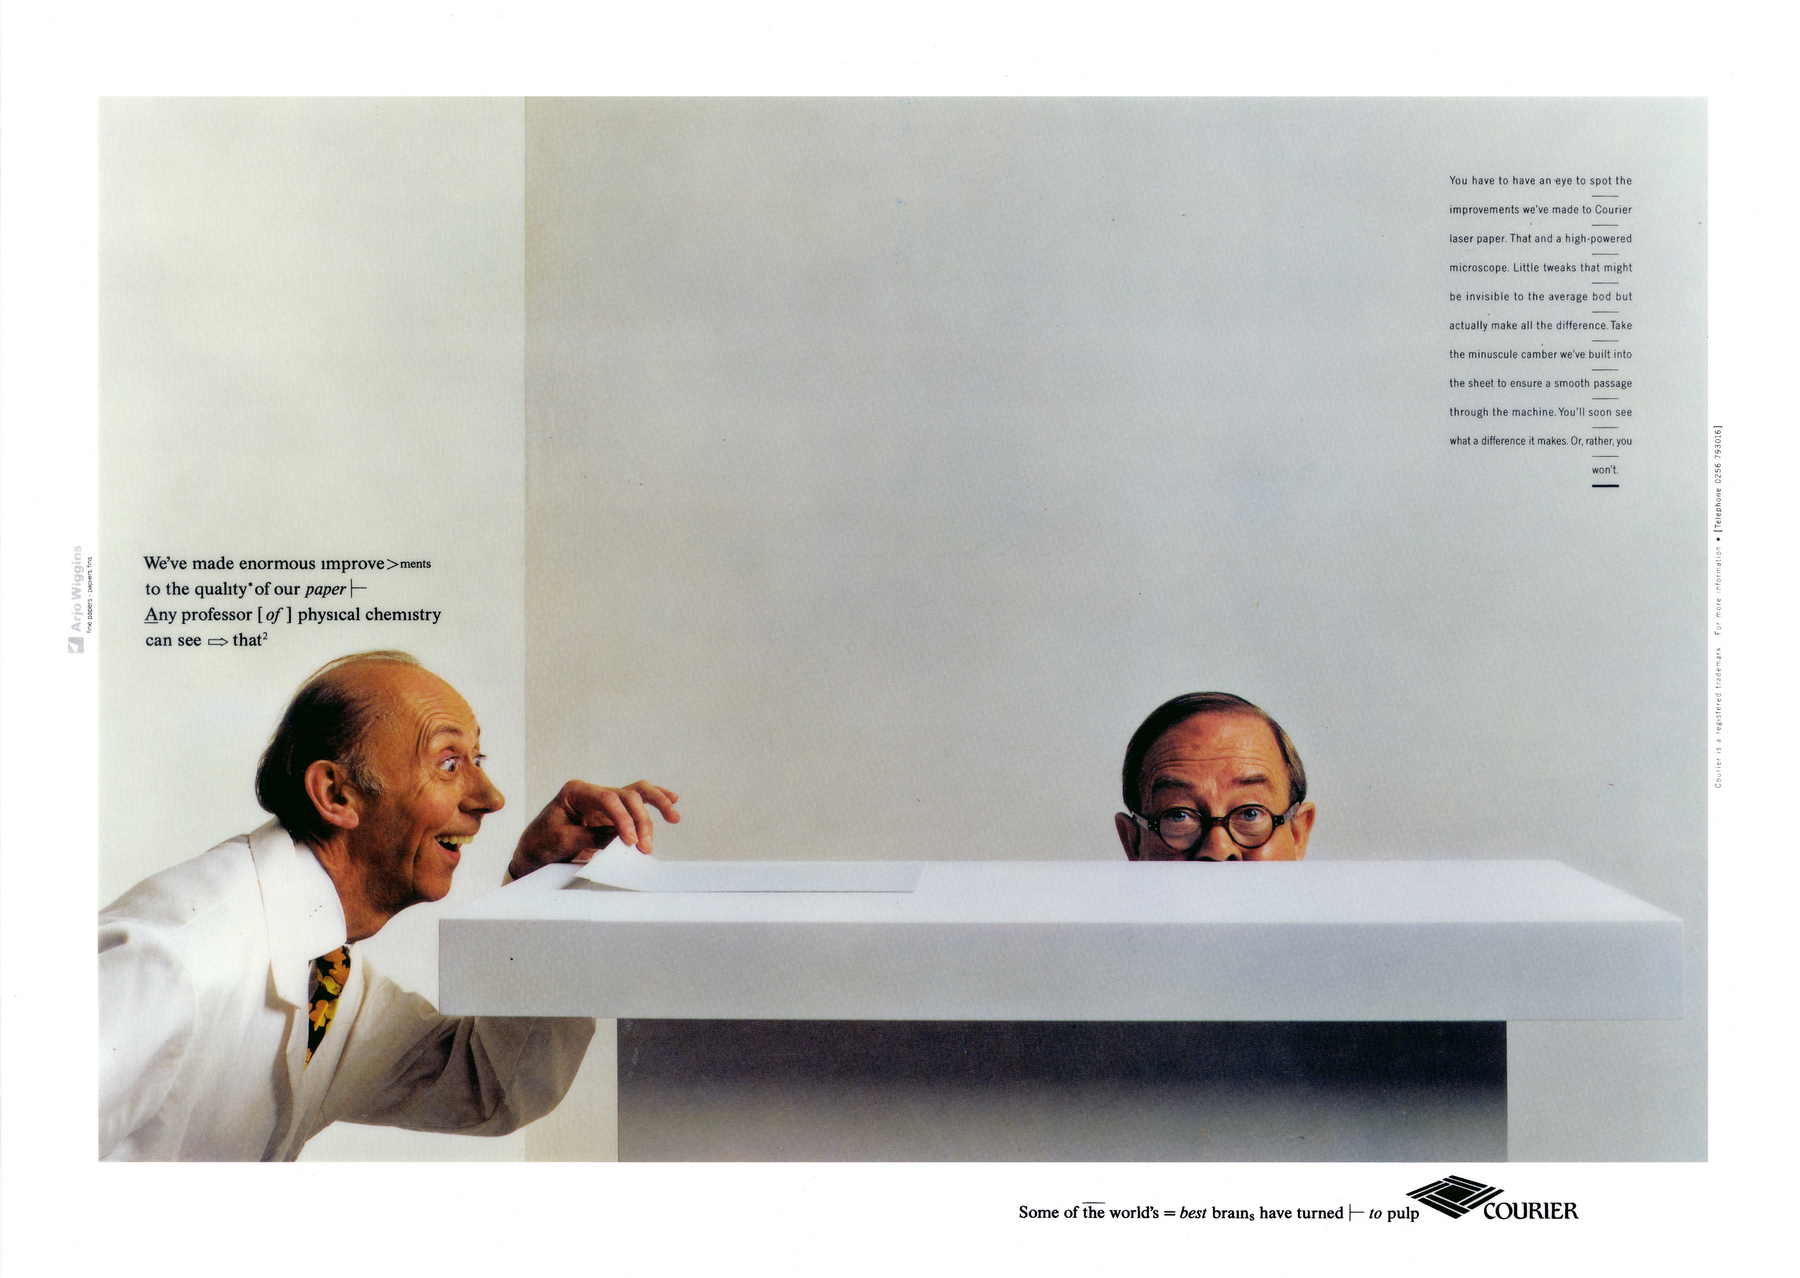 You have to have an eye to spot the
improvements we've made to Courier
laser paper. That and a high-powered
microscope. Little tweaks that might
be invisible to the average bod but
actually make all the difference. Take
the minuscule camber we've built into
the sheet to ensure a smooth passage
through the machine. You'll soon see
what a difference it makes. Or, rather, you
won't.
We've made enormous improve>ments
to the quality* of our paper ⊢
Any professor [ of ] physical chemistry
can see ⇨ that²
Arjo Wiggins
fine papers - papiers fins
Courier is a registered trademark For more information ◆ [Telephone 0256 793016]
Some of the world's = best brains have turned ⊢ to pulp
COURIER